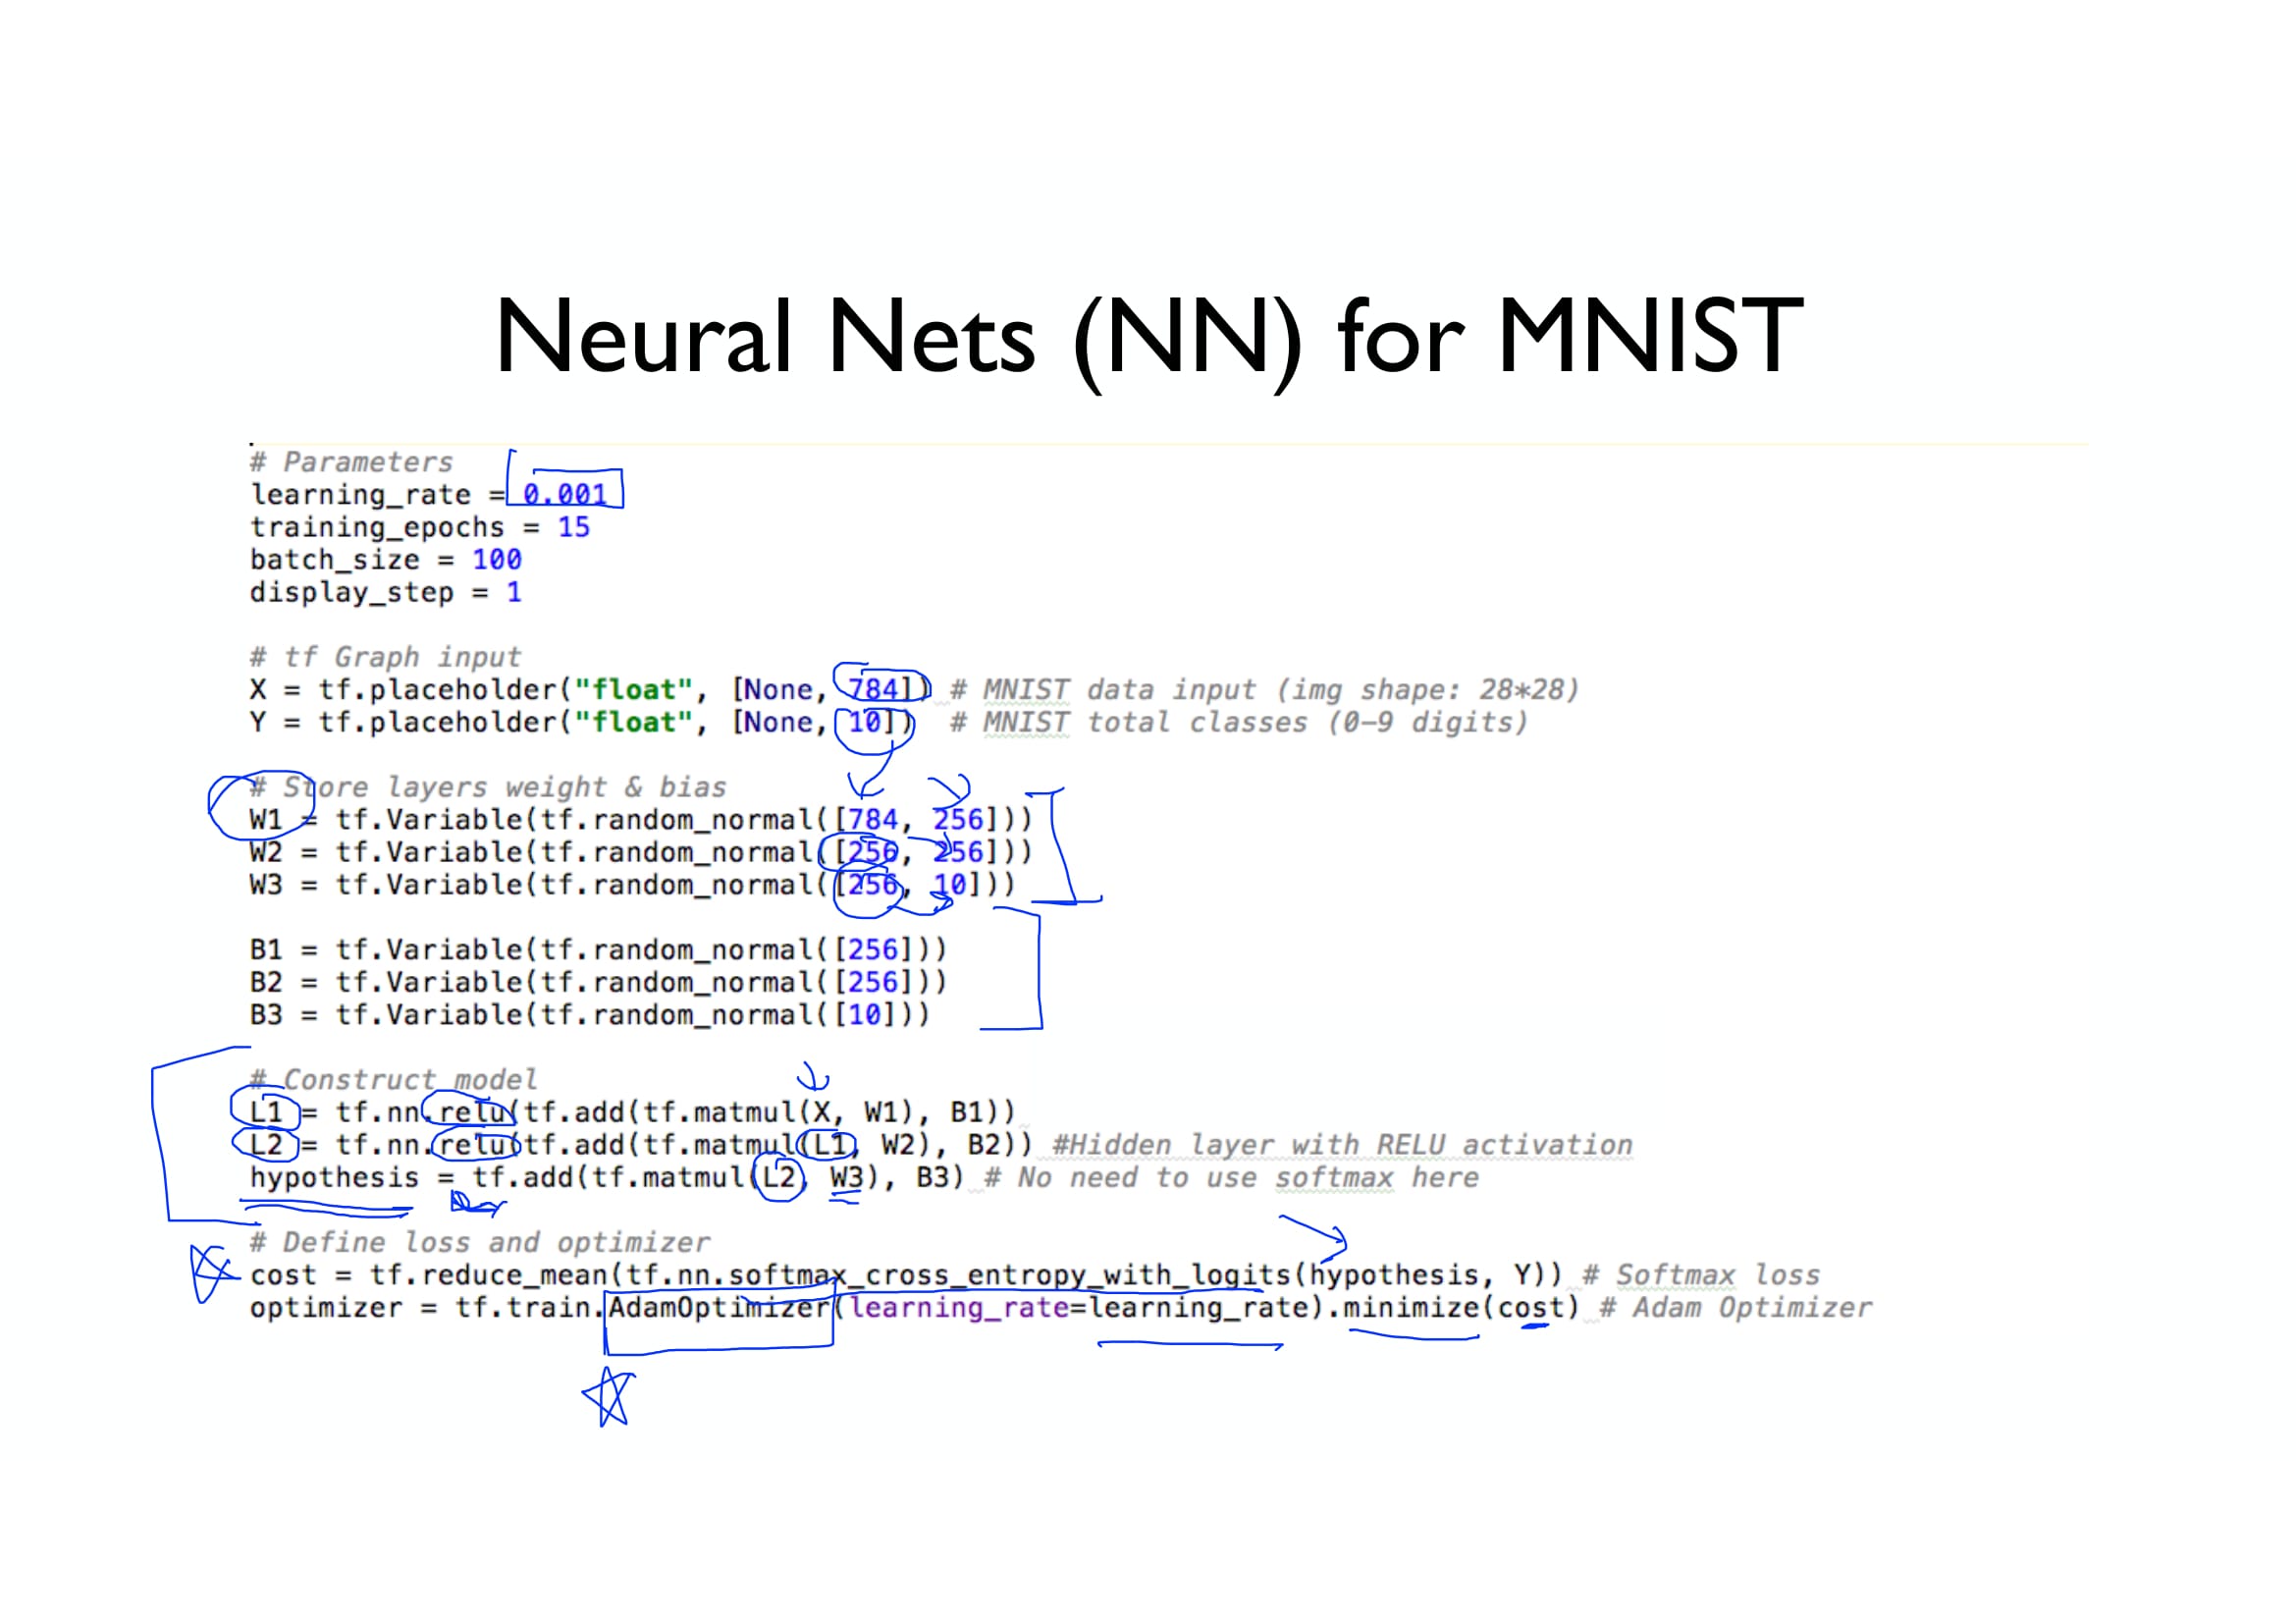 Neural Nets (NN) for MNIST
# Parameters
learning_rate = 0.001
training_epochs = 15
batch_size = 100
display_step = 1
# tf Graph input
X = tf.placeholder("float", [None, 784]) # MNIST data input (img shape: 28*28)
Y = tf.placeholder("float", [None, 10]) # MNIST total classes (0-9 digits)
# Store layers weight & bias
W1 = tf.Variable(tf.random_normal([784, 256]))
W2 = tf.Variable(tf.random_normal([256, 256]))
W3 = tf.Variable(tf.random_normal([256, 10]))
B1 = tf.Variable(tf.random_normal([256]))
B2 = tf.Variable(tf.random_normal([256]))
B3 = tf.Variable(tf.random_normal([10]))
# Construct model
L1 = tf.nn.relu(tf.add(tf.matmul(X, W1), B1))
L2 = tf.nn.relu(tf.add(tf.matmul(L1, W2), B2)) #Hidden layer with RELU activation
hypothesis = tf.add(tf.matmul(L2, W3), B3) # No need to use softmax here
# Define loss and optimizer
cost = tf.reduce_mean(tf.nn.softmax_cross_entropy_with_logits(hypothesis, Y)) # Softmax loss
optimizer = tf.train.AdamOptimizer(learning_rate=learning_rate).minimize(cost) # Adam Optimizer